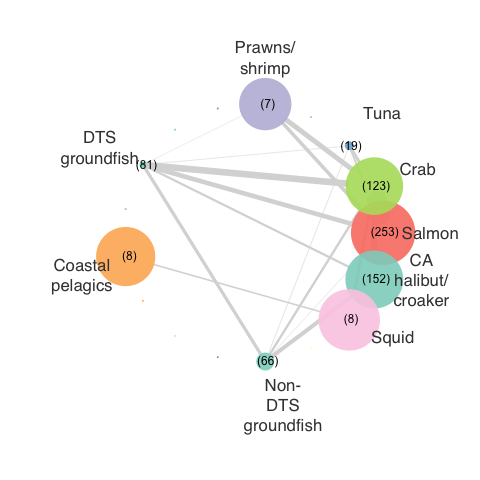 Prawns/
shrimp
(7)
Tuna
(19)
DTS
groundfish
(81)
Crab
(123)
(253)
Salmon
CA
halibut/
croaker
(152)
(8)
Coastal
pelagics
(8)
Squid
(66)
Non-
DTS
groundfish